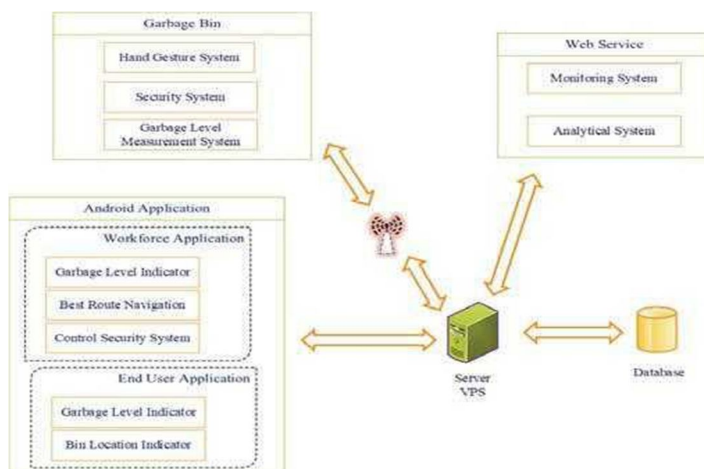 Garbage Bin
Hand Gesture System
Security System
Garbage Level
Measurement System
Web Service
Monitoring System
Analytical System
Android Application
Workforce Application
Garbage Level Indicator
Best Route Navigation
Control Security System
End User Application
Garbage Level Indicator
Bin Location Indicator
Server
VPS
Database